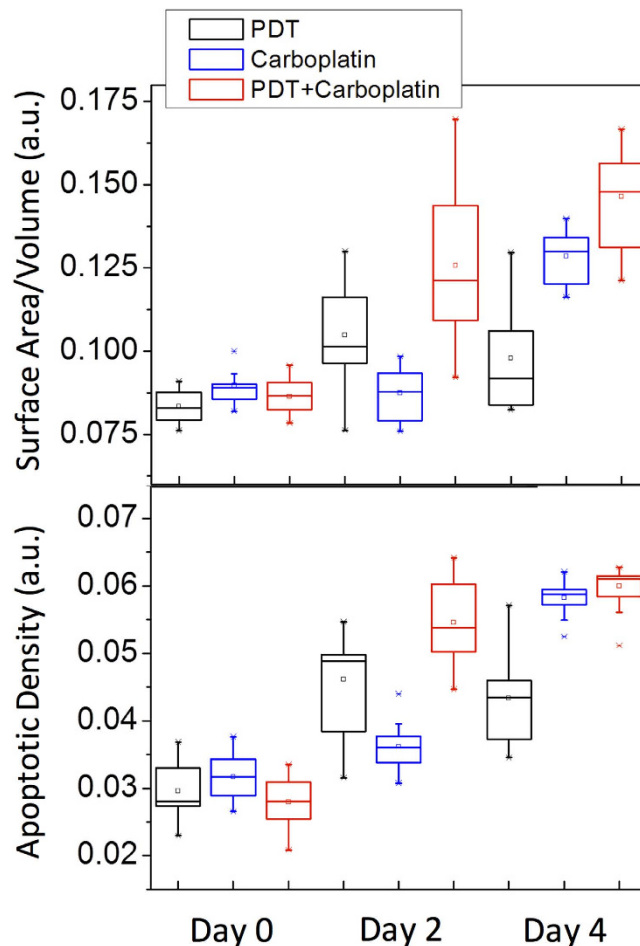 PDT
Carboplatin
PDT+Carboplatin
Surface Area/Volume (a.u.)
0.175
0.150
0.125
0.100
0.075
Apoptotic Density (a.u.)
0.07
0.06
0.05
0.04
0.03
0.02
Day 0 Day 2 Day 4